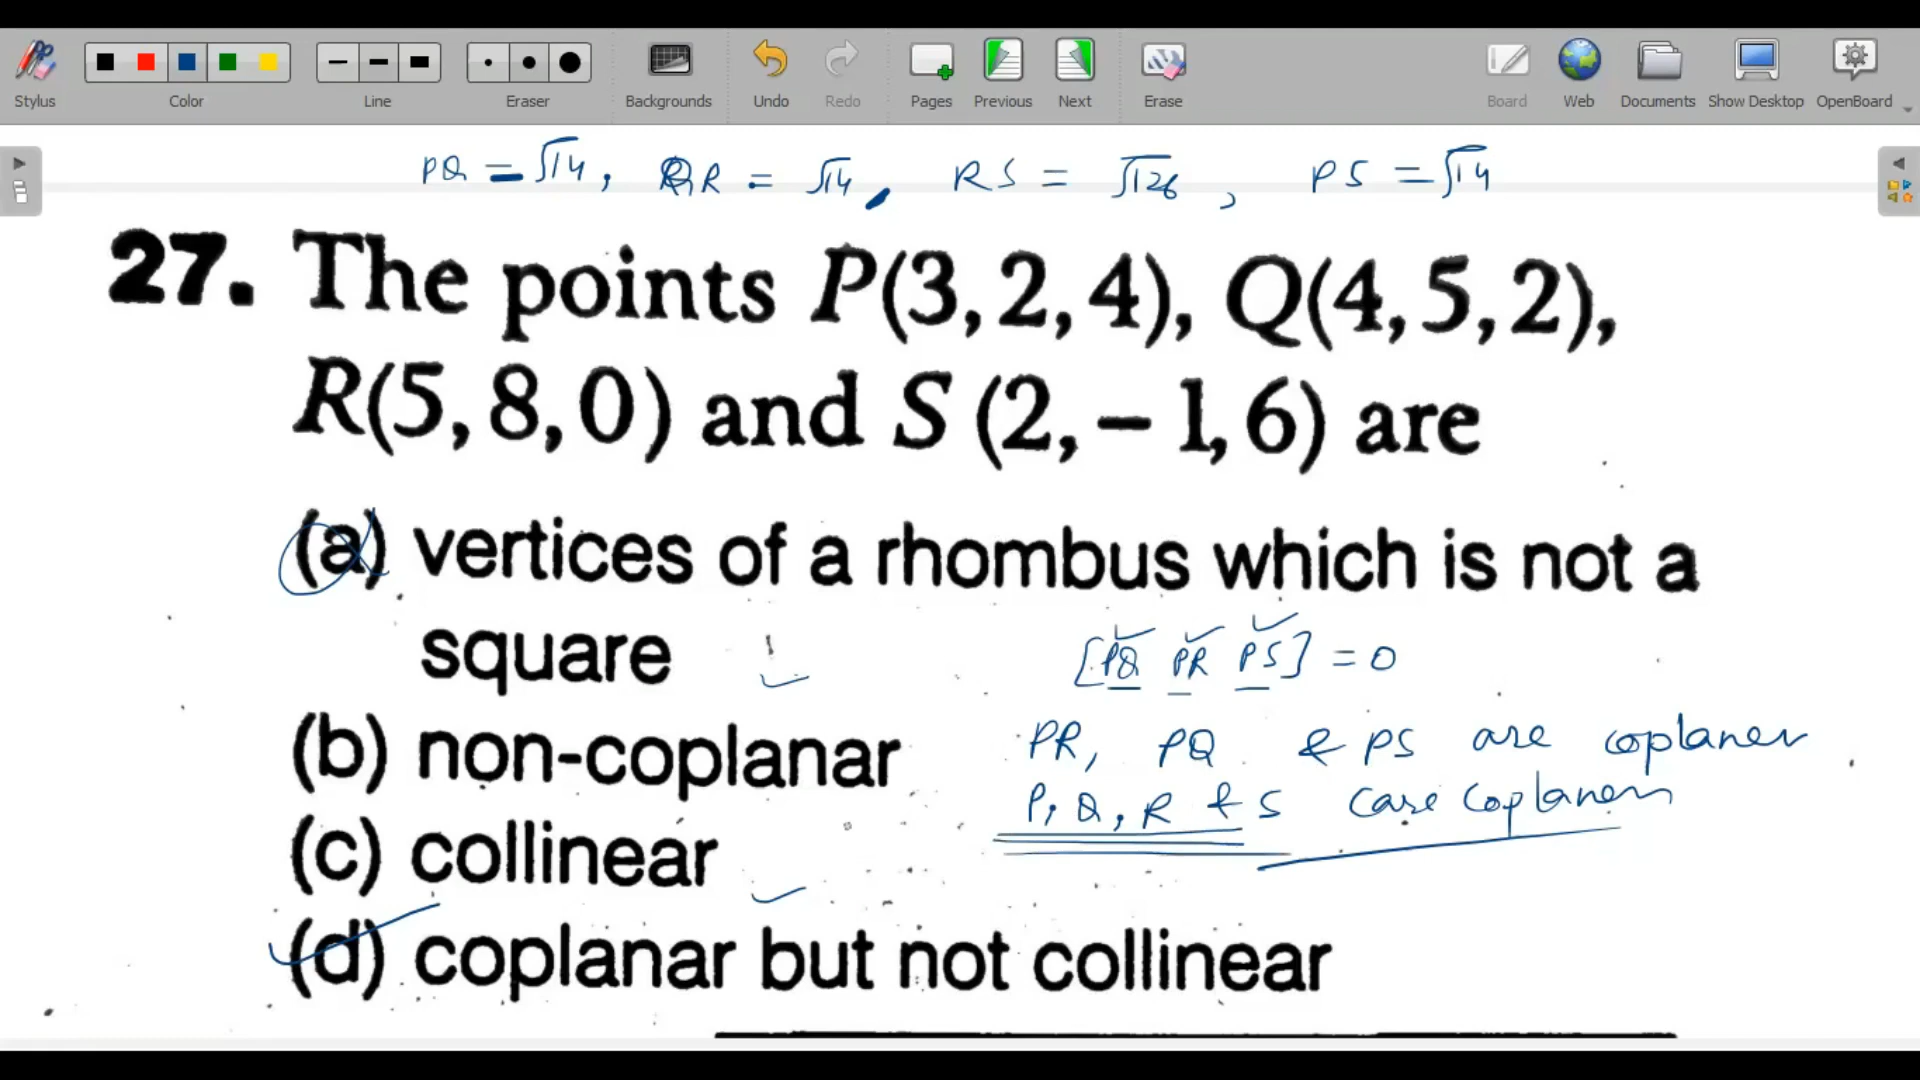 Stylus Color Line Eraser Backgrounds Undo Redo Pages Previous Next Erase Board Web Documents Show Desktop OpenBoard
PQ = √14, QR = √14, RS = √126, PS = √14
27. The points P(3, 2, 4), Q(4, 5, 2),
R(5, 8, 0) and S (2, – 1, 6) are
(a) vertices of a rhombus which is not a
square
[PQ PR PS] = 0
(b) non-coplanar
PR, PQ & PS are coplaner
P, Q, R & S case coplaner
(c) collinear
(d) coplanar but not collinear